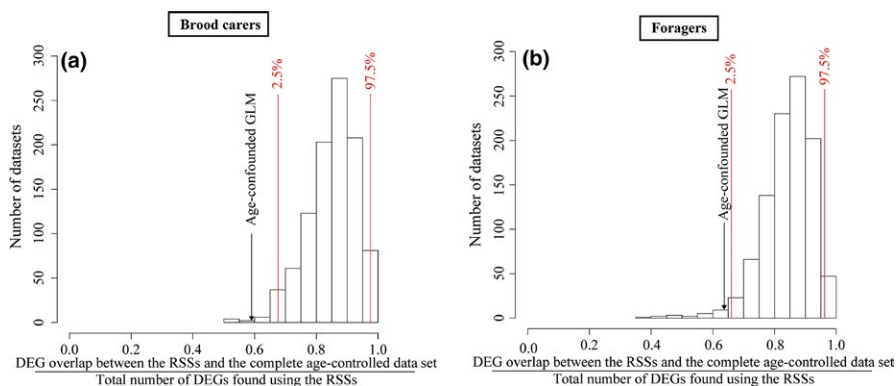 Brood carers
(a)
Number of datasets
0 50 100 150 200 250 300
Age-confounded GLM
2.5%
97.5%
0.0 0.2 0.4 0.6 0.8 1.0
DEG overlap between the RSSs and the complete age-controlled data set
Total number of DEGs found using the RSSs
Foragers
(b)
Number of datasets
0 50 100 150 200 250 300
Age-confounded GLM
2.5%
97.5%
0.0 0.2 0.4 0.6 0.8 1.0
DEG overlap between the RSSs and the complete age-controlled data set
Total number of DEGs found using the RSSs